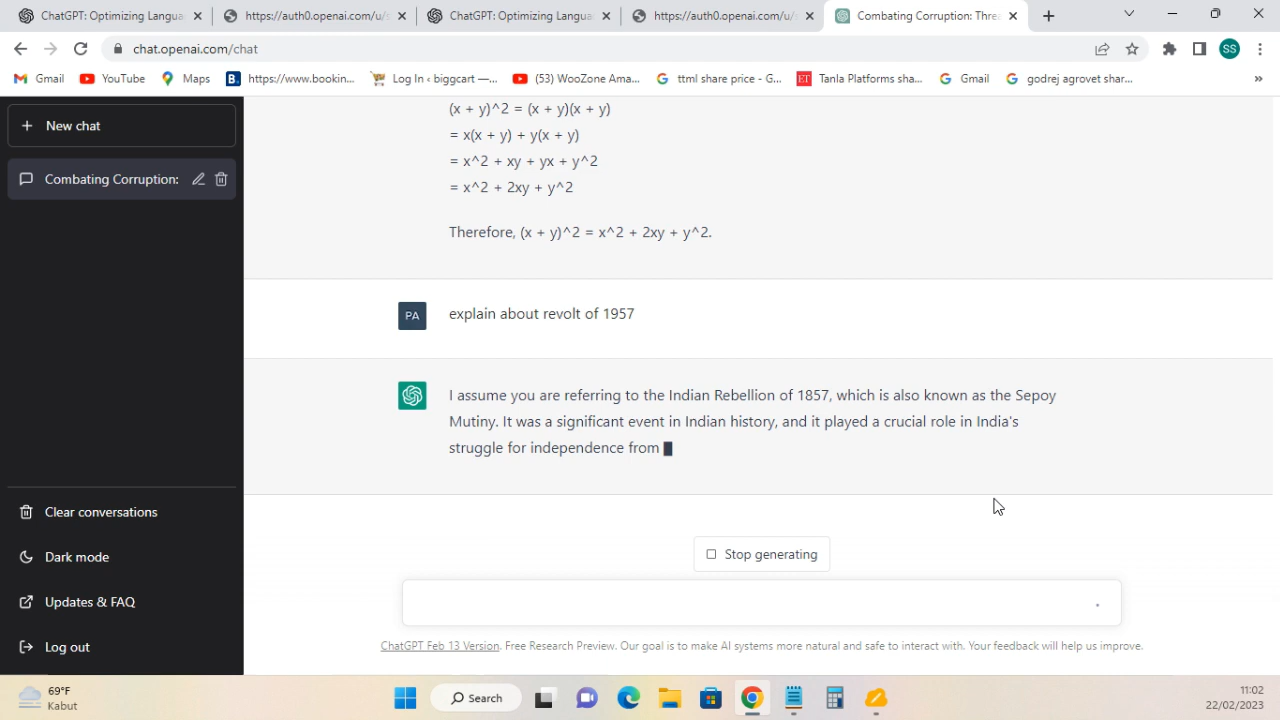 ChatGPT: Optimizing Langua
https://auth0.openai.com/u/s
ChatGPT: Optimizing Langua
https://auth0.openai.com/u/s
Combating Corruption: Threa
chat.openai.com/chat
SS
Gmail
YouTube
Maps
B.
https://www.bookin...
Log In ‹ biggcart —...
(53) WooZone Ama...
ttml share price - G...
ET
Tanla Platforms sha...
Gmail
godrej agrovet shar...
»
+ New chat
Combating Corruption:
(x + y)^2 = (x + y)(x + y)
= x(x + y) + y(x + y)
= x^2 + xy + yx + y^2
= x^2 + 2xy + y^2
Therefore, (x + y)^2 = x^2 + 2xy + y^2.
PA
explain about revolt of 1957
I assume you are referring to the Indian Rebellion of 1857, which is also known as the Sepoy
Mutiny. It was a significant event in Indian history, and it played a crucial role in India's
struggle for independence from
Clear conversations
Dark mode
Updates & FAQ
Log out
Stop generating
ChatGPT Feb 13 Version. Free Research Preview. Our goal is to make AI systems more natural and safe to interact with. Your feedback will help us improve.
69°F
Kabut
Search
11:02
22/02/2023